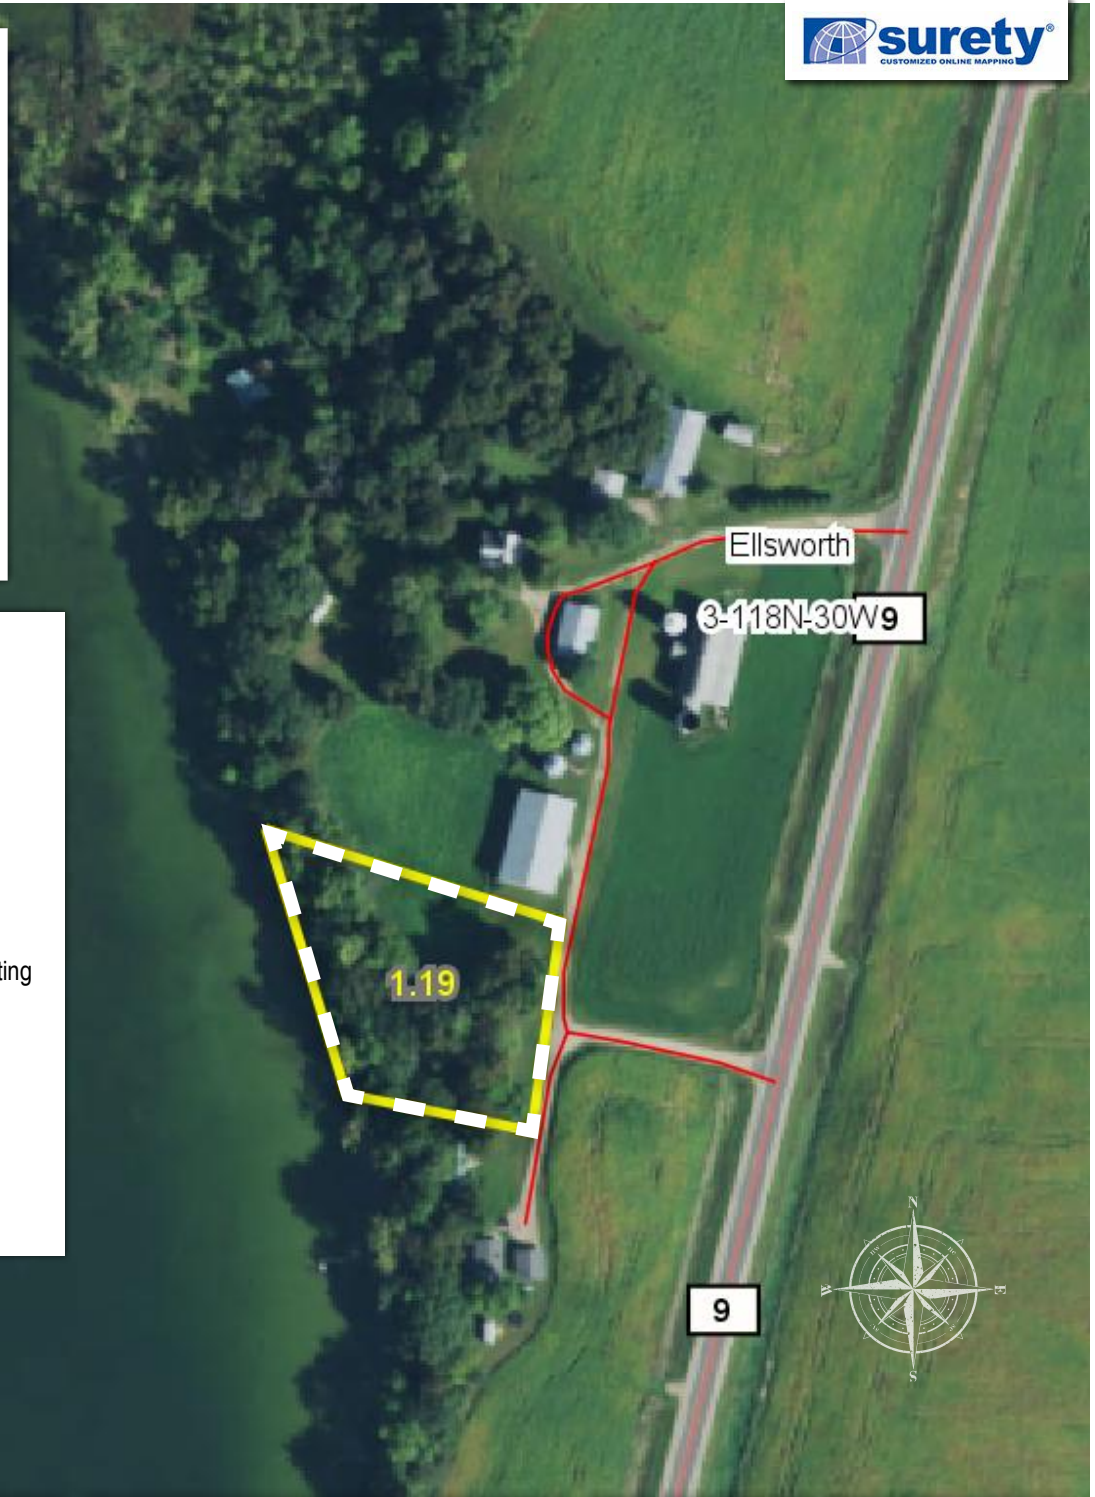 surety®
CUSTOMIZED ONLINE MAPPING
Ellsworth
3-118N-30W
9
ting
1.19
9
N
W
E
S